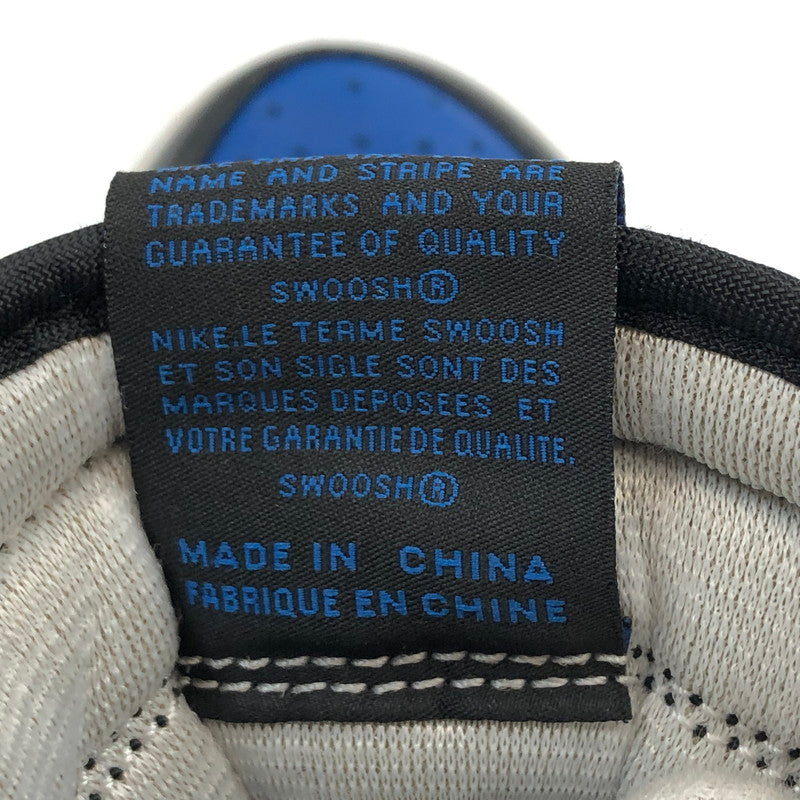 NAME AND STRIPE ARE
TRADEMARKS AND YOUR
GUARANTEE OF QUALITY
SWOOSH®
NIKE.LE TERME SWOOSH
ET SON SIGLE SONT DES
MARQUES DEPOSEES ET
VOTRE GARANTIE DE QUALITE.
SWOOSH®
MADE IN CHINA
FABRIQUE EN CHINE